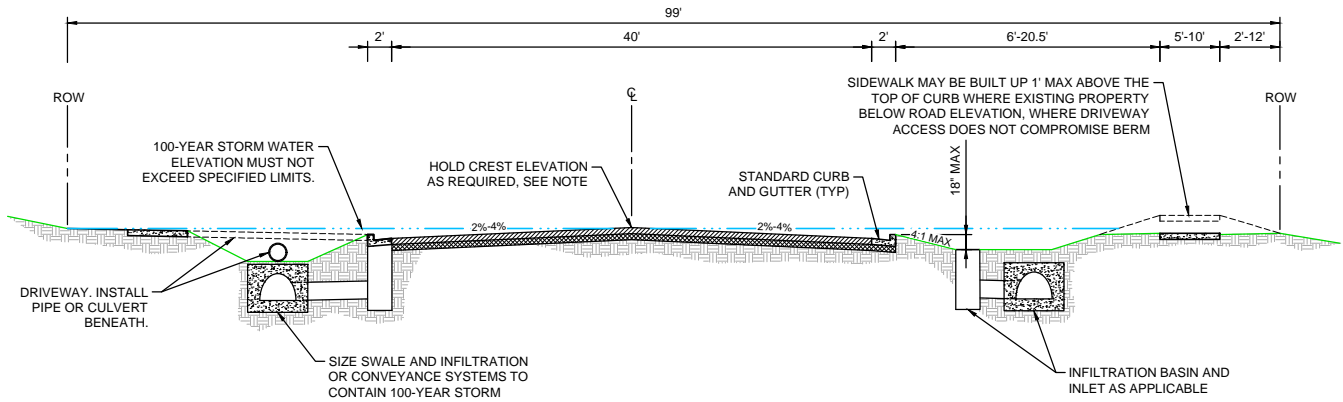 99'
2'
40'
2'
6'-20.5'
5'-10'
2'-12'
ROW
℄
SIDEWALK MAY BE BUILT UP 1' MAX ABOVE THE
TOP OF CURB WHERE EXISTING PROPERTY
BELOW ROAD ELEVATION, WHERE DRIVEWAY
ACCESS DOES NOT COMPROMISE BERM
ROW
100-YEAR STORM WATER
ELEVATION MUST NOT
EXCEED SPECIFIED LIMITS.
HOLD CREST ELEVATION
AS REQUIRED, SEE NOTE
STANDARD CURB
AND GUTTER (TYP)
18" MAX
2%-4%
2%-4%
4:1 MAX
DRIVEWAY. INSTALL
PIPE OR CULVERT
BENEATH.
SIZE SWALE AND INFILTRATION
OR CONVEYANCE SYSTEMS TO
CONTAIN 100-YEAR STORM
INFILTRATION BASIN AND
INLET AS APPLICABLE